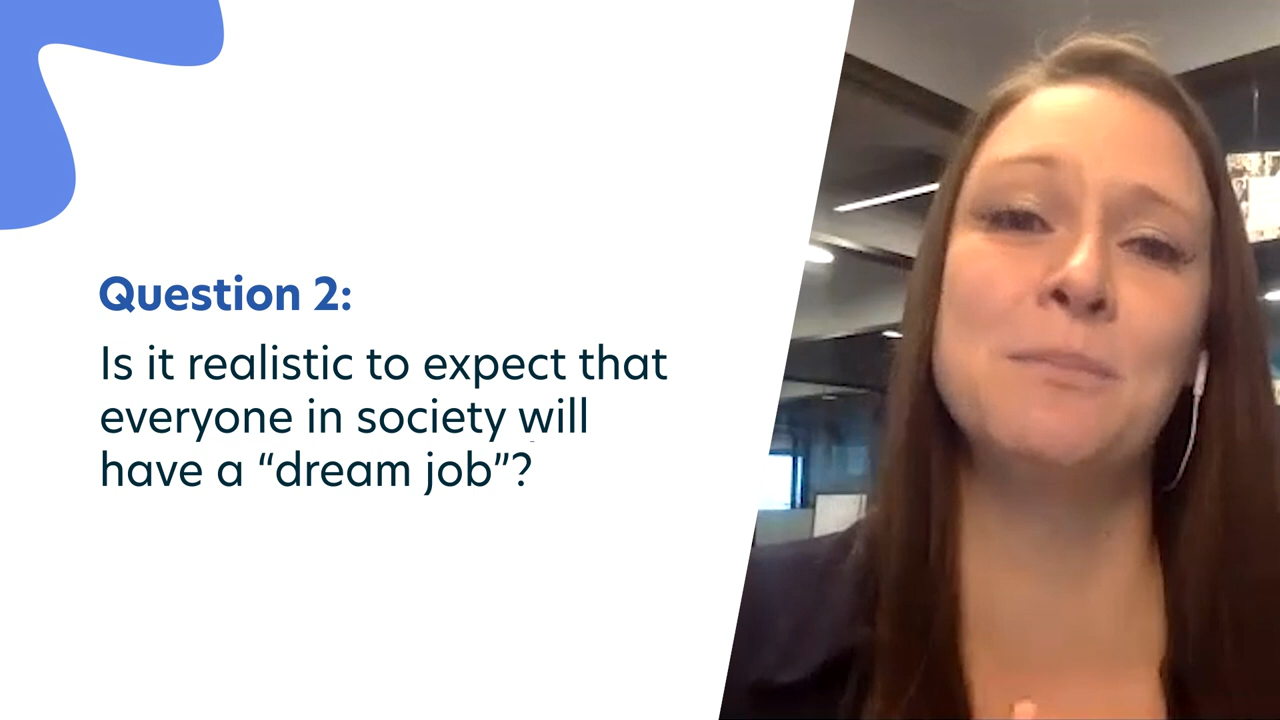 Question 2:
Is it realistic to expect that
everyone in society will
have a “dream job”?